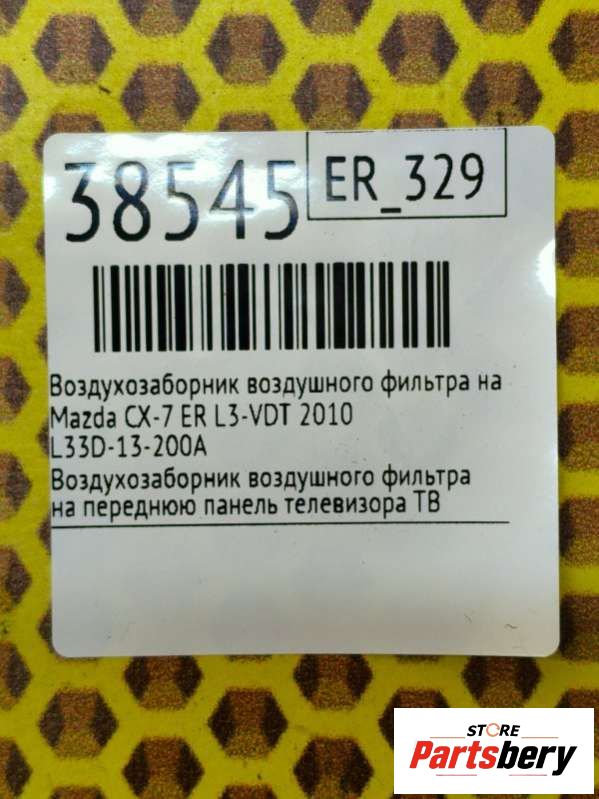 38545
ER_329
Воздухозаборник воздушного фильтра на
Mazda CX-7 ER L3-VDT 2010
L33D-13-200A
Воздухозаборник воздушного фильтра
на переднюю панель телевизора ТВ
STORE
Partsbery